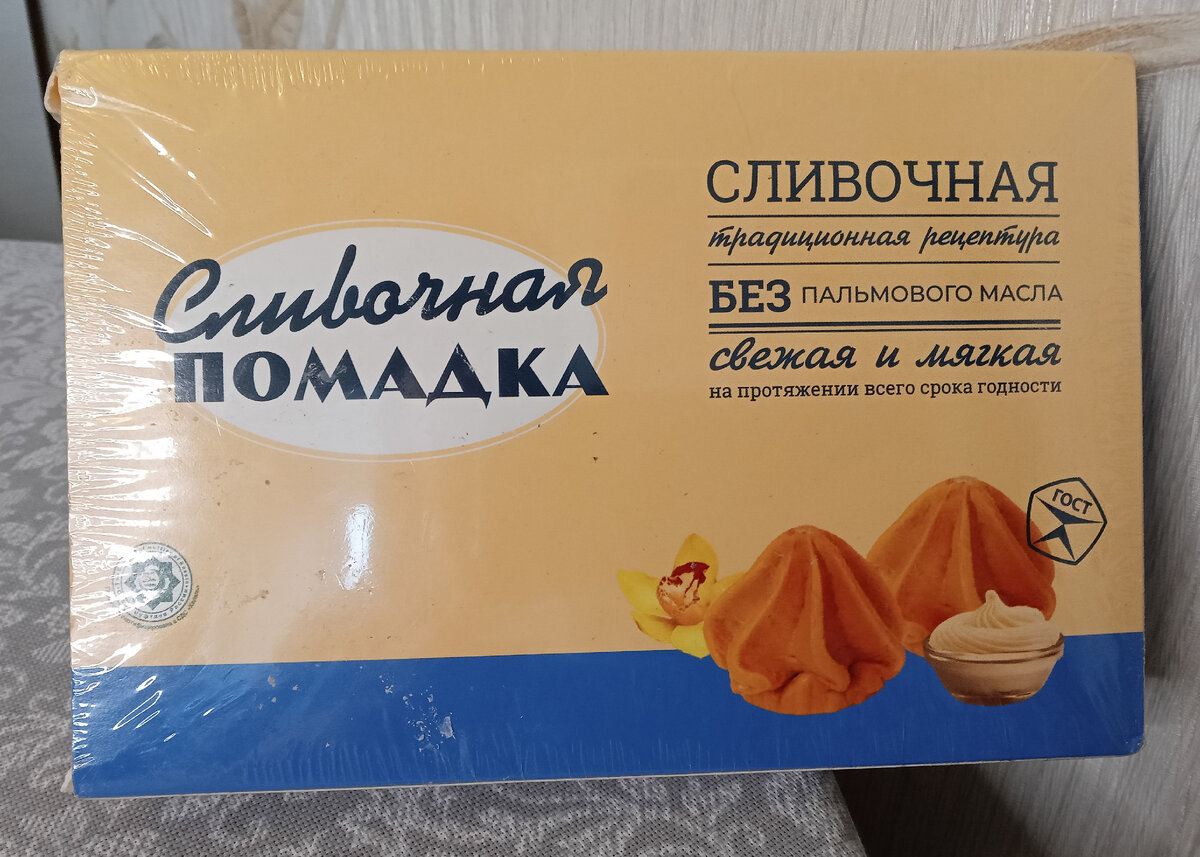 Сливочная
ПОМАДКА
СЛИВОЧНАЯ
традиционная рецептура
БЕЗ ПАЛЬМОВОГО МАСЛА
свежая и мягкая
на протяжении всего срока годности
ГОСТ